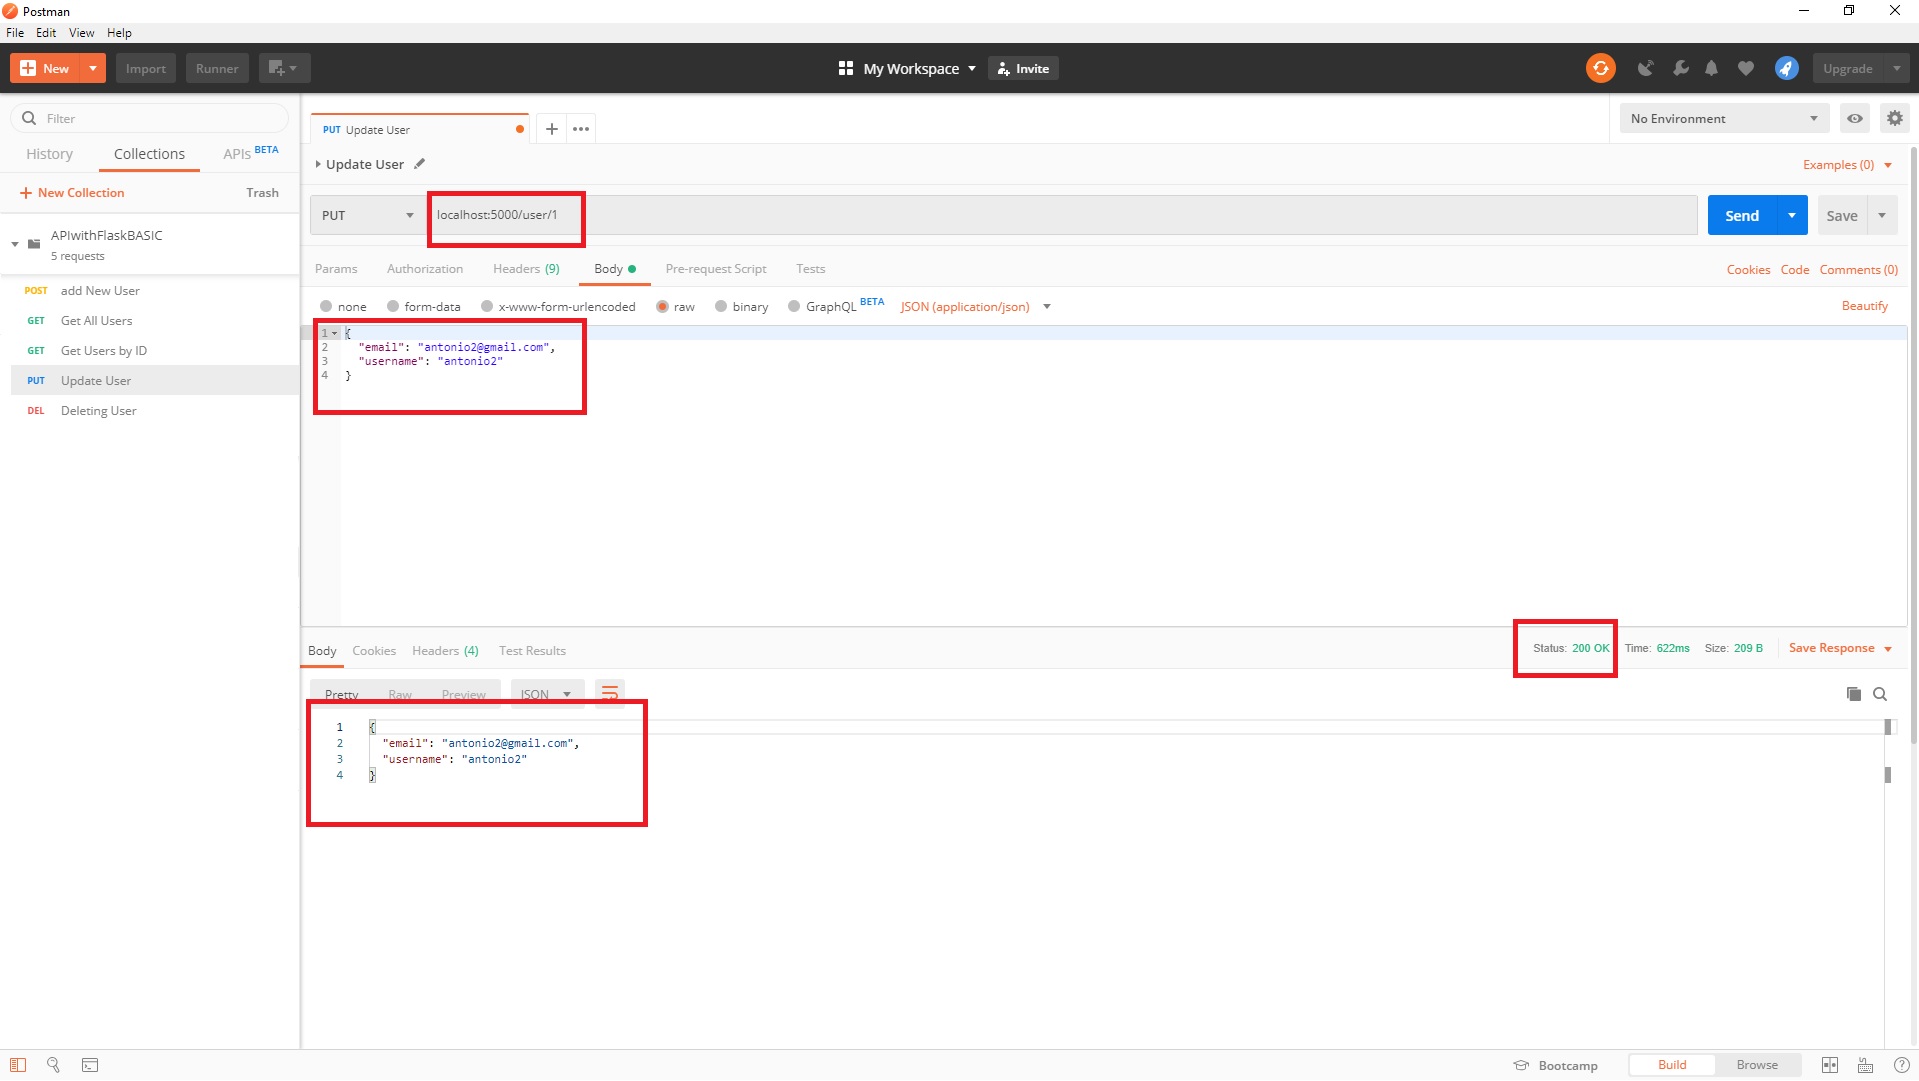 Postman
File Edit View Help
New Import Runner My Workspace Invite Upgrade
Filter
History Collections APIs BETA
New Collection Trash
APIwithFlaskBASIC
5 requests
POST add New User
GET Get All Users
GET Get Users by ID
PUT Update User
DEL Deleting User
PUT Update User
No Environment
Update User
Examples (0)
PUT localhost:5000/user/1 Send Save
Params Authorization Headers (9) Body Pre-request Script Tests Cookies Code Comments (0)
none form-data x-www-form-urlencoded raw binary GraphQL BETA JSON (application/json) Beautify
1 {
2 "email": "antonio2@gmail.com",
3 "username": "antonio2"
4 }
Body Cookies Headers (4) Test Results Status: 200 OK Time: 622ms Size: 209 B Save Response
Pretty Raw Preview JSON
1 {
2 "email": "antonio2@gmail.com",
3 "username": "antonio2"
4 }
Bootcamp Build Browse